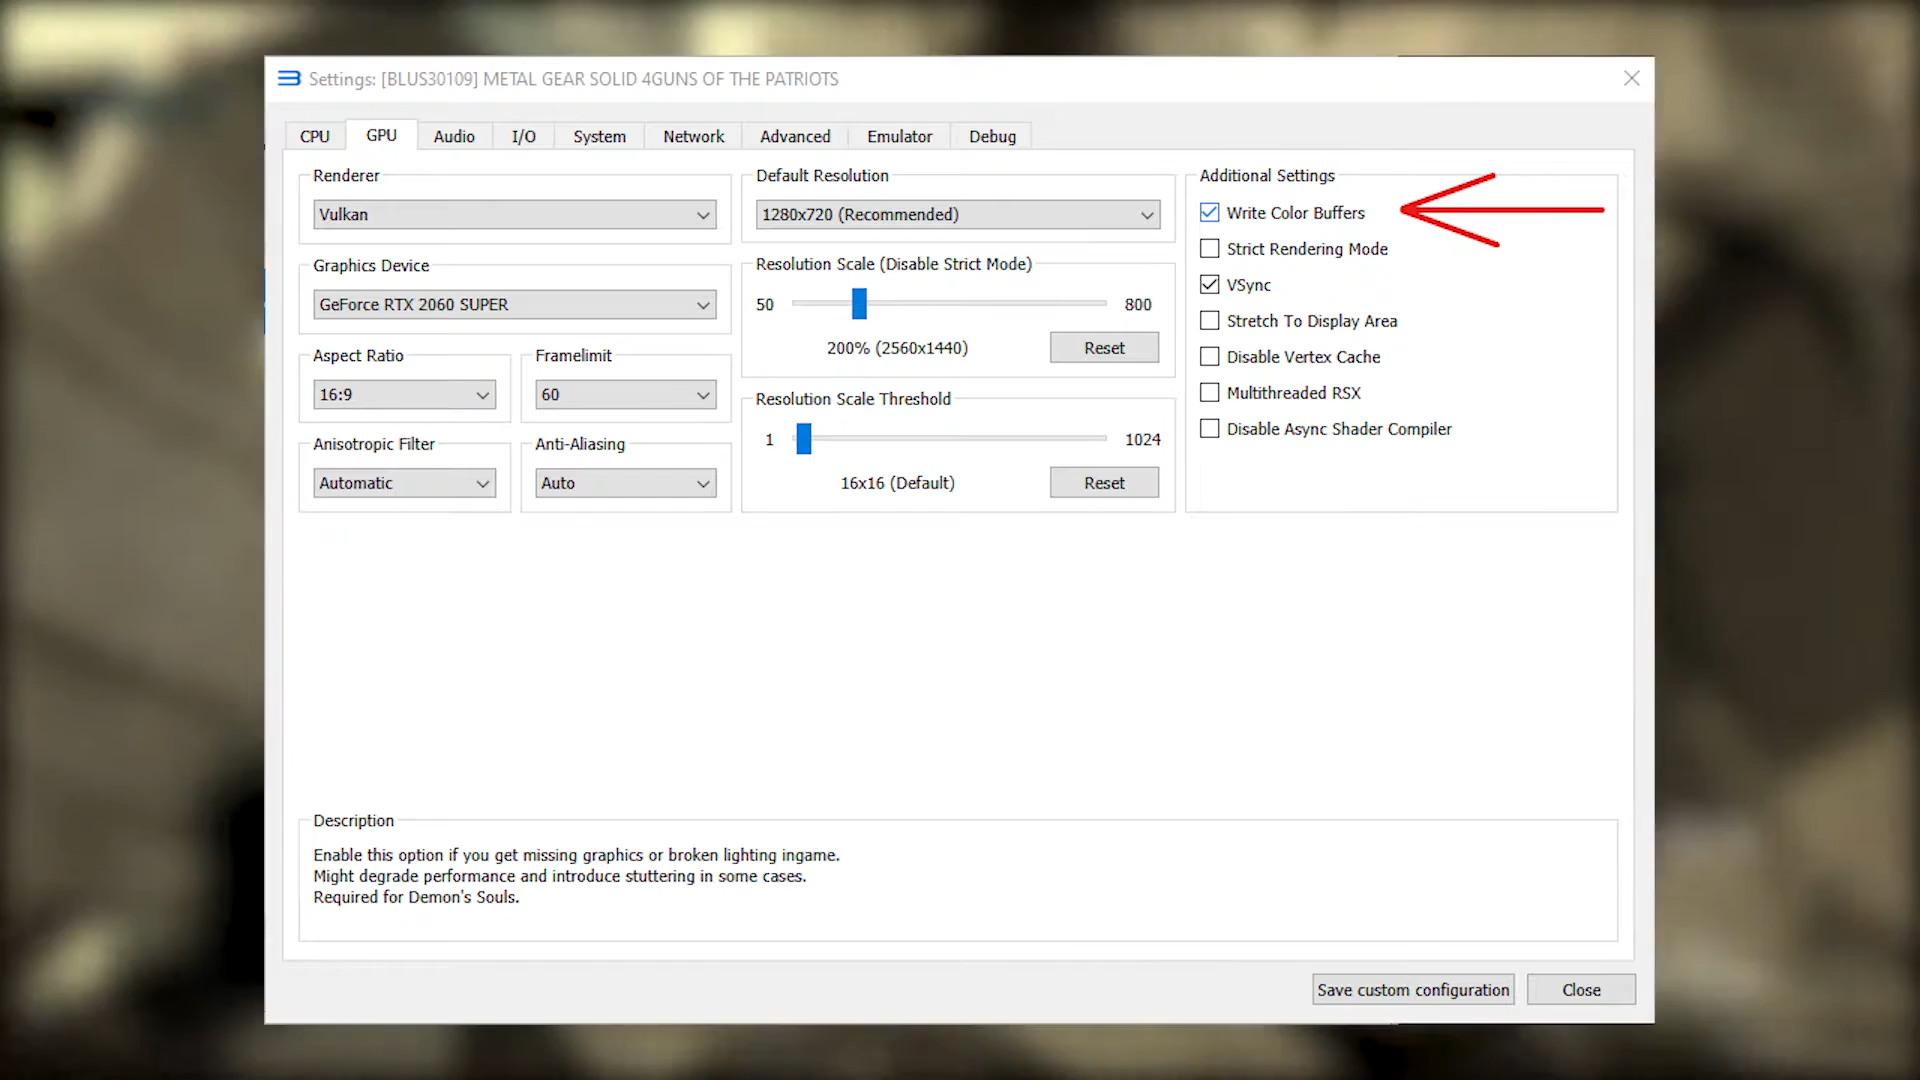 Settings: [BLUS30109] METAL GEAR SOLID 4GUNS OF THE PATRIOTS
CPU GPU Audio I/O System Network Advanced Emulator Debug
Renderer
Vulkan
Graphics Device
GeForce RTX 2060 SUPER
Aspect Ratio
16:9
Framelimit
60
Anisotropic Filter
Automatic
Anti-Aliasing
Auto
Default Resolution
1280x720 (Recommended)
Resolution Scale (Disable Strict Mode)
50 800
200% (2560x1440) Reset
Resolution Scale Threshold
1 1024
16x16 (Default) Reset
Additional Settings
Write Color Buffers
Strict Rendering Mode
VSync
Stretch To Display Area
Disable Vertex Cache
Multithreaded RSX
Disable Async Shader Compiler
Description
Enable this option if you get missing graphics or broken lighting ingame.
Might degrade performance and introduce stuttering in some cases.
Required for Demon's Souls.
Save custom configuration Close